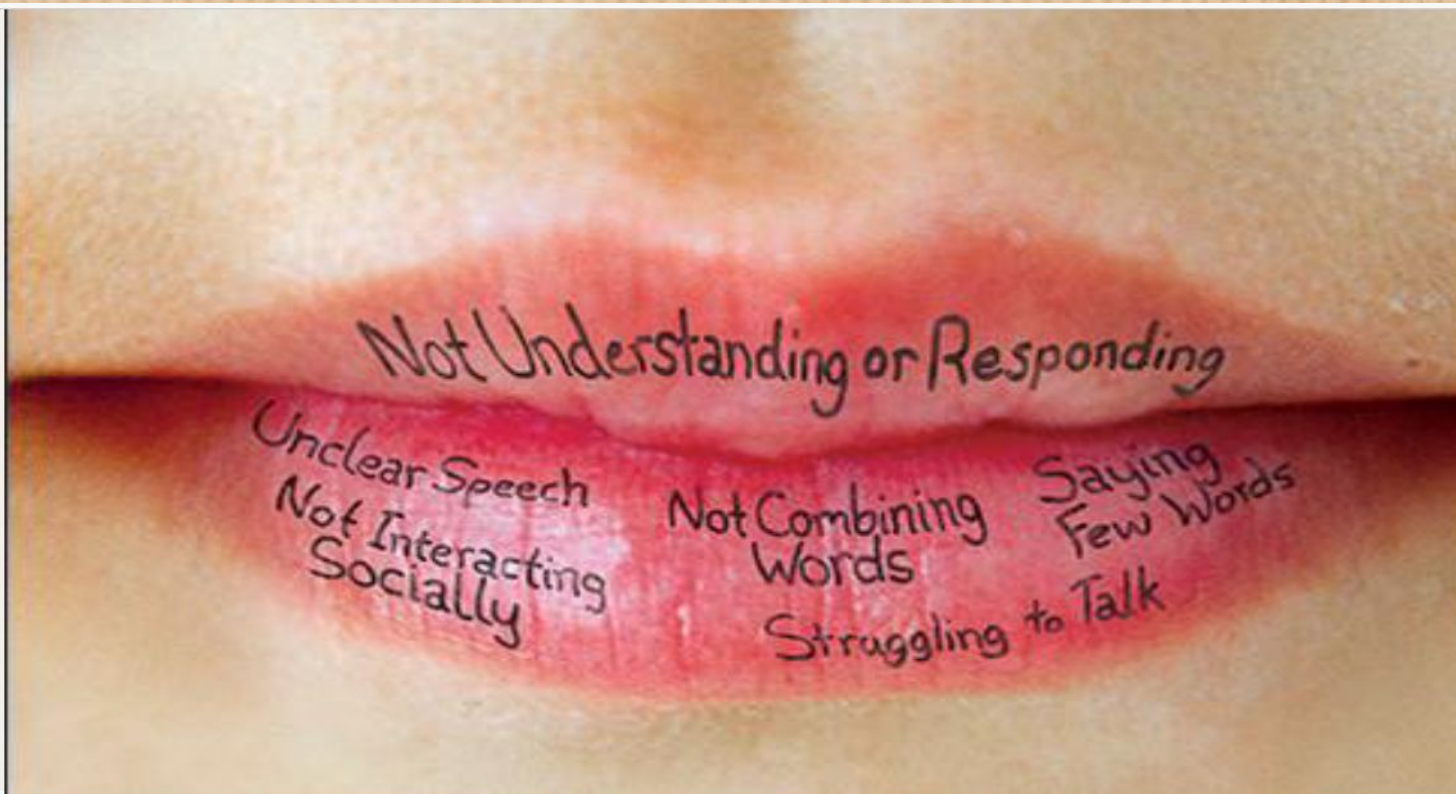 Not Understanding or Responding
Unclear Speech
Not Interacting
Socially
Not Combining
Words
Saying
Few Words
Struggling to Talk